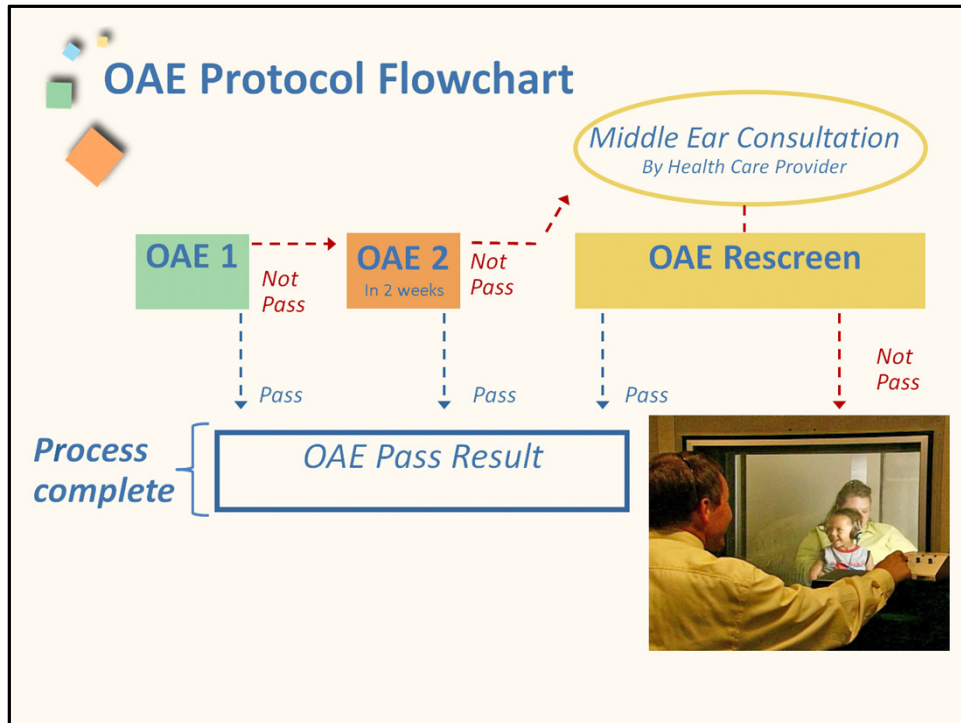 OAE Protocol Flowchart
Middle Ear Consultation
By Health Care Provider
OAE 1
Not
Pass
OAE 2
In 2 weeks
Not
Pass
OAE Rescreen
Pass
Pass
Pass
Not
Pass
Process
complete
OAE Pass Result